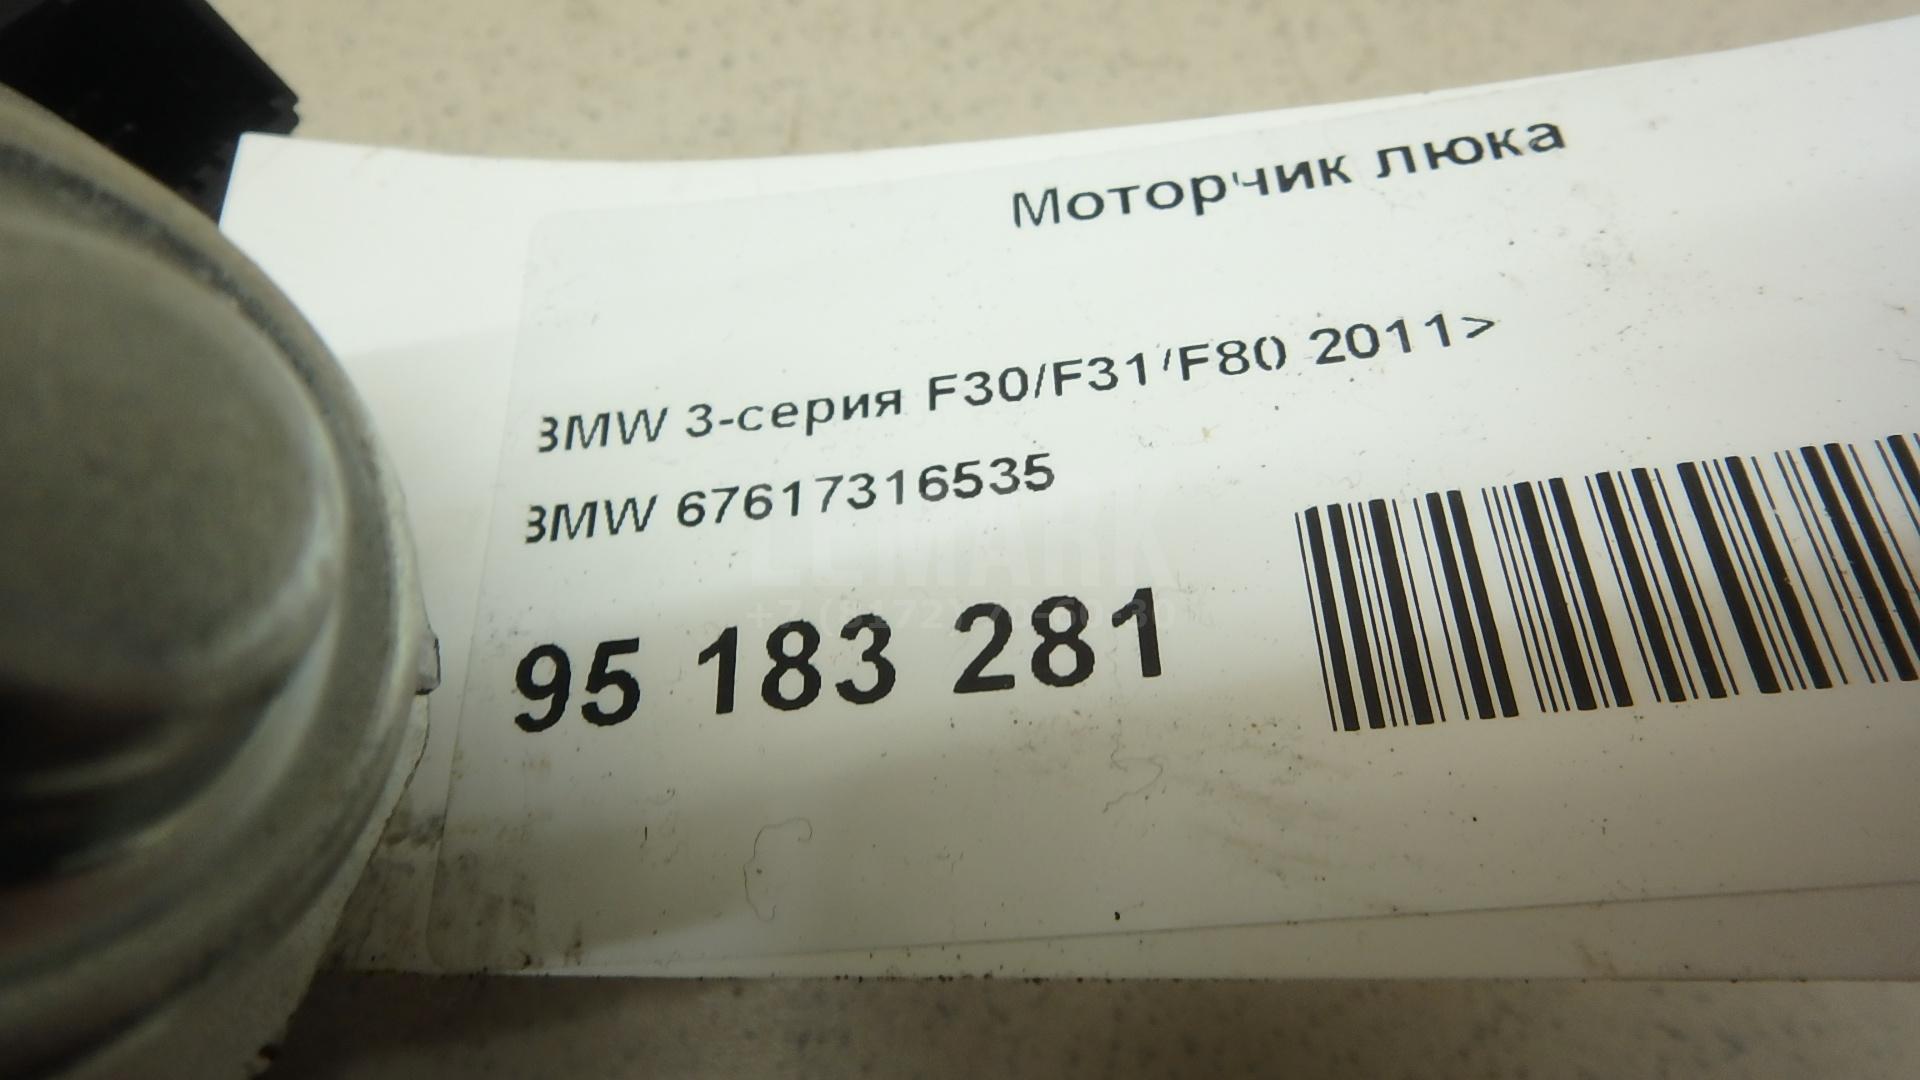 Моторчик люка
BMW 3-серия F30/F31/F80 2011>
BMW 67617316535
95 183 281